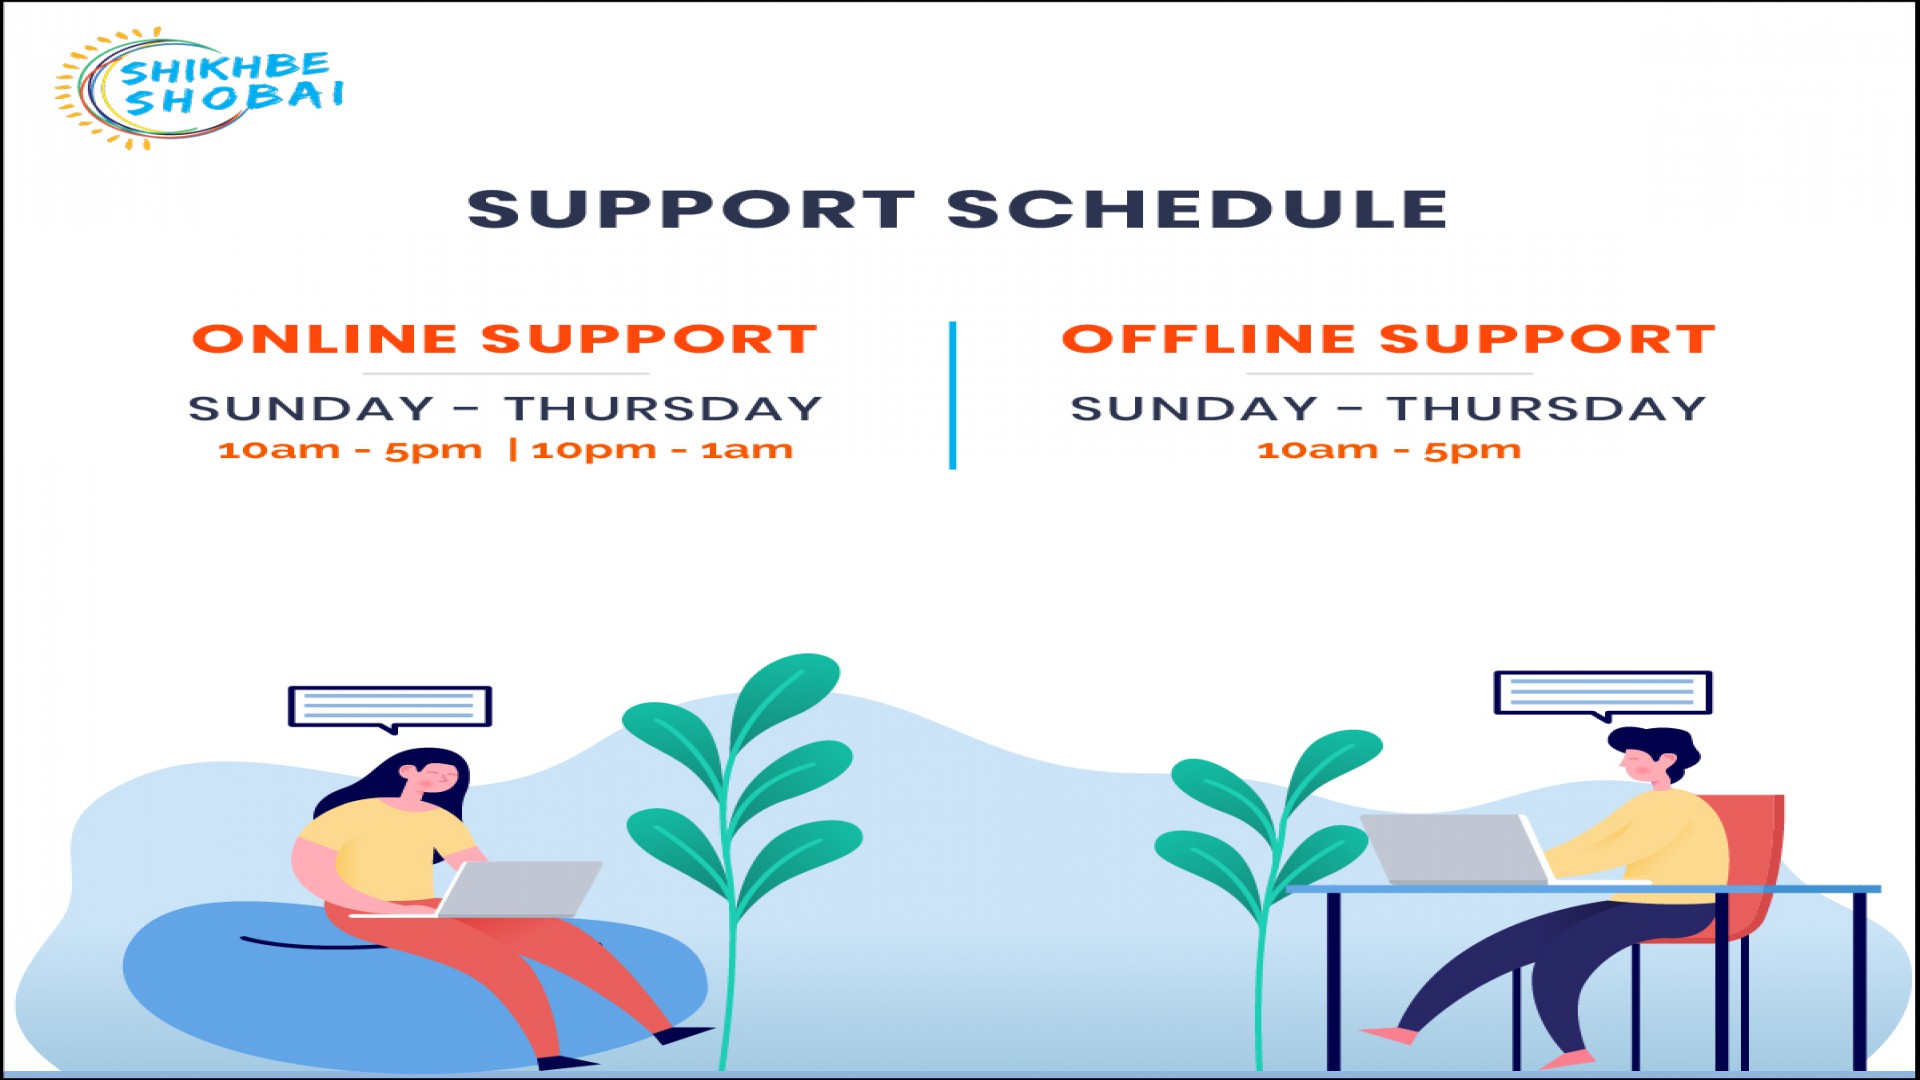 SHIKHBE
SHOBAI
SUPPORT SCHEDULE
ONLINE SUPPORT
SUNDAY – THURSDAY
10am - 5pm | 10pm - 1am
OFFLINE SUPPORT
SUNDAY – THURSDAY
10am - 5pm